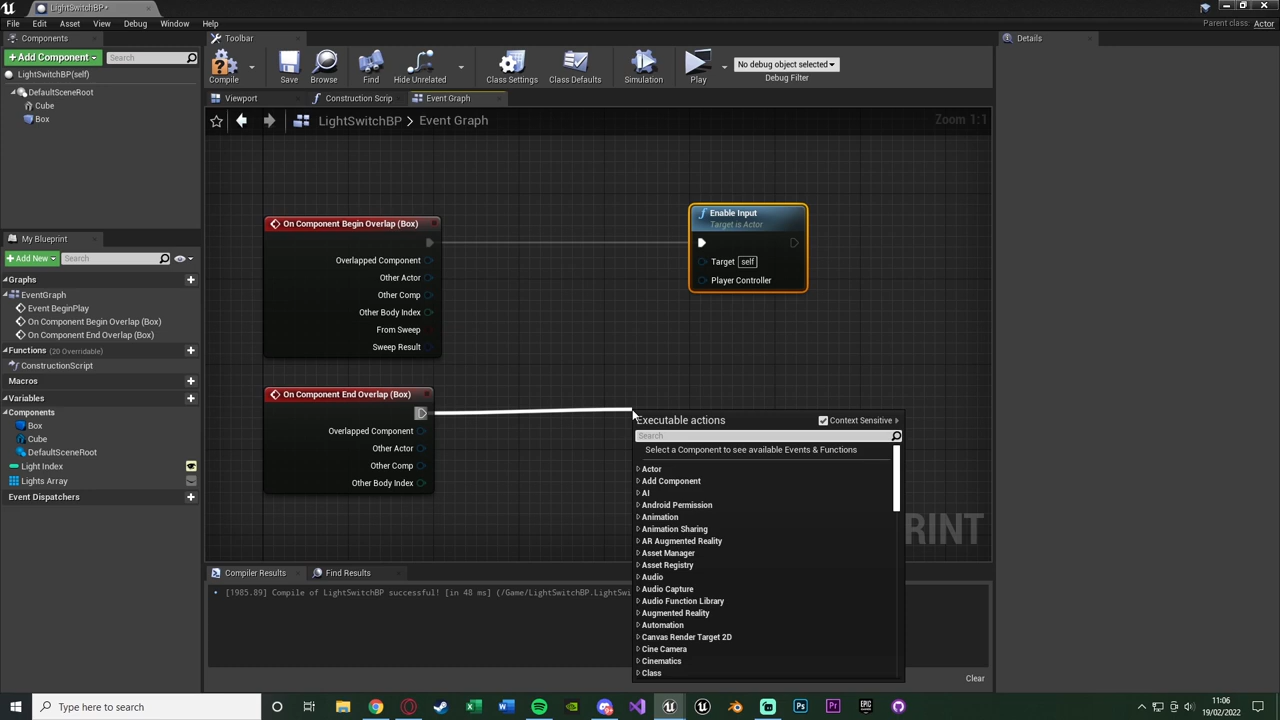 LightSwitchBP*
File Edit Asset View Debug Window Help
Parent class: Actor
Components
+Add Component
Search
LightSwitchBP(self)
DefaultSceneRoot
Cube
Box
Toolbar
Compile
Save
Browse
Find
Hide Unrelated
Class Settings
Class Defaults
Simulation
Play
No debug object selected
Debug Filter
Details
Viewport
Construction Scrip
Event Graph
LightSwitchBP > Event Graph
Zoom 1:1
On Component Begin Overlap (Box)
Overlapped Component
Other Actor
Other Comp
Other Body Index
From Sweep
Sweep Result
Enable Input
Target is Actor
Target self
Player Controller
On Component End Overlap (Box)
Overlapped Component
Other Actor
Other Comp
Other Body Index
My Blueprint
+Add New
Search
Graphs
EventGraph
Event BeginPlay
On Component Begin Overlap (Box)
On Component End Overlap (Box)
Functions (20 Overridable)
ConstructionScript
Macros
Variables
Components
Box
Cube
DefaultSceneRoot
Light Index
Lights Array
Event Dispatchers
Executable actions
Context Sensitive
Search
Select a Component to see available Events & Functions
Actor
Add Component
AI
Android Permission
Animation
Animation Sharing
AR Augmented Reality
Asset Manager
Asset Registry
Audio
Audio Capture
Audio Function Library
Augmented Reality
Automation
Canvas Render Target 2D
Cine Camera
Cinematics
Class
RINT
Compiler Results
Find Results
[1985.89] Compile of LightSwitchBP successful! [in 48 ms] (/Game/LightSwitchBP.LightSwi
Clear
Type here to search
11:06
19/02/2022